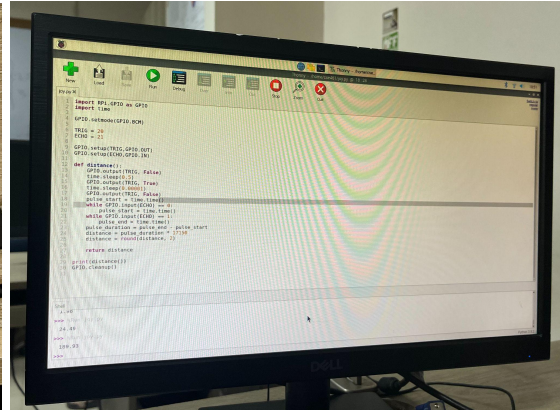 New Load Run Debug Stop Zoom Quit
import RPi.GPIO as GPIO
import time
GPIO.setmode(GPIO.BCM)
TRIG = 20
ECHO = 21
GPIO.setup(TRIG,GPIO.OUT)
GPIO.setup(ECHO,GPIO.IN)
def distance():
GPIO.output(TRIG, False)
time.sleep(0.5)
GPIO.output(TRIG, True)
time.sleep(0.00001)
GPIO.output(TRIG, False)
pulse_start = time.time()
while GPIO.input(ECHO) == 0:
pulse_start = time.time()
while GPIO.input(ECHO) == 1:
pulse_end = time.time()
pulse_duration = pulse_end - pulse_start
distance = pulse_duration * 17150
distance = round(distance, 2)
return distance
print(distance())
GPIO.cleanup()
Shell
>>>
24.49
>>>
>>>
DELL